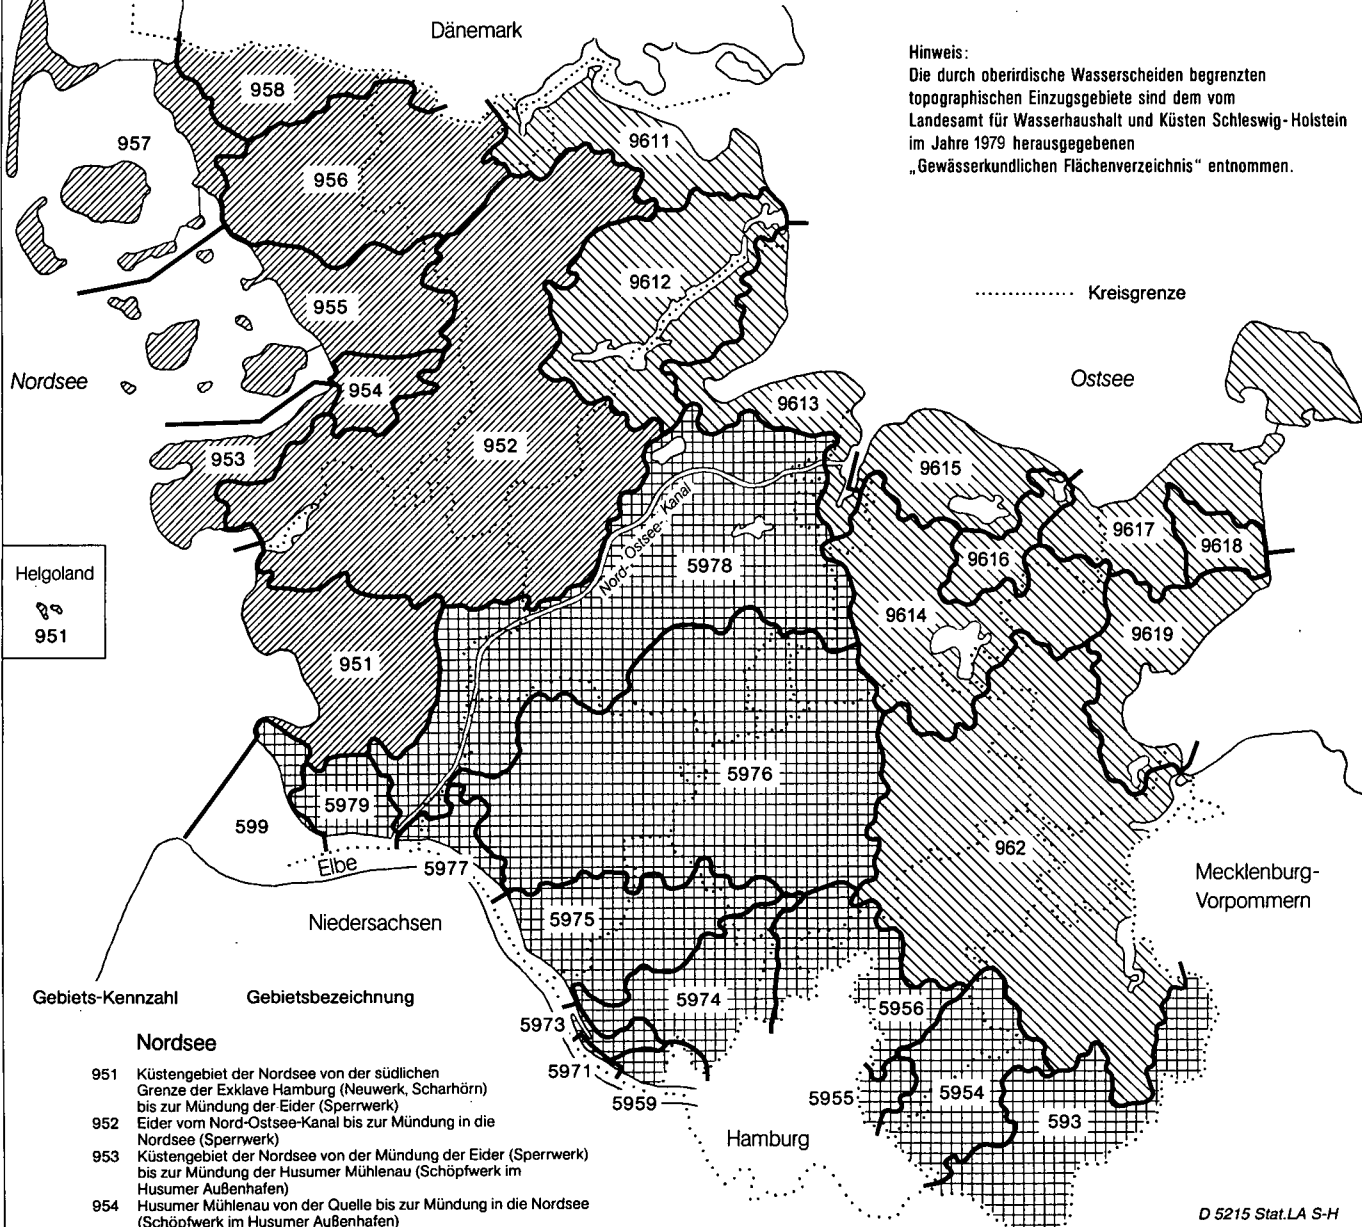 Dänemark
Hinweis:
Die durch oberirdische Wasserscheiden begrenzten
topographischen Einzugsgebiete sind dem vom
Landesamt für Wasserhaushalt und Küsten Schleswig-Holstein
im Jahre 1979 herausgegebenen
„Gewässerkundlichen Flächenverzeichnis“ entnommen.
958
957
9611
956
9612
955
Kreisgrenze
Nordsee
Ostsee
954
9613
952
953
9615
Nord-Ostsee-Kanal
9617
9618
9616
5978
Helgoland
951
9614
9619
951
5976
5979
599
962
Elbe
5977
Mecklenburg-
Vorpommern
Niedersachsen
5975
5974
5956
5973
5971
5959
5955
5954
593
Hamburg
Gebiets-Kennzahl Gebietsbezeichnung
Nordsee
951 Küstengebiet der Nordsee von der südlichen
Grenze der Exklave Hamburg (Neuwerk, Scharhörn)
bis zur Mündung der Eider (Sperrwerk)
952 Eider vom Nord-Ostsee-Kanal bis zur Mündung in die
Nordsee (Sperrwerk)
953 Küstengebiet der Nordsee von der Mündung der Eider (Sperrwerk)
bis zur Mündung der Husumer Mühlenau (Schöpfwerk im
Husumer Außenhafen)
954 Husumer Mühlenau von der Quelle bis zur Mündung in die Nordsee
(Schöpfwerk im Husumer Außenhafen)
D 5215 Stat.LA S-H